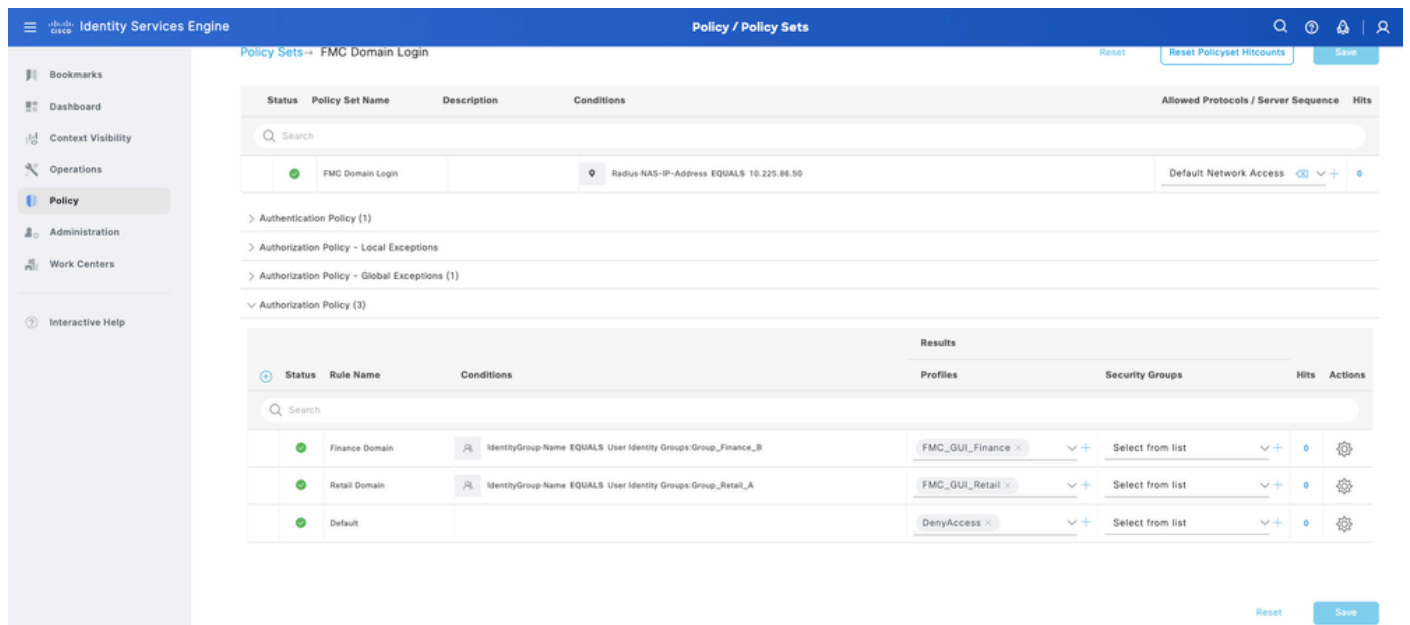 cisco Identity Services Engine Policy / Policy Sets
Policy Sets→ FMC Domain Login Reset Reset Policyset Hitcounts Save
Bookmarks
Dashboard
Context Visibility
Operations
Policy
Administration
Work Centers
Interactive Help
Status Policy Set Name Description Conditions Allowed Protocols / Server Sequence Hits
Search
FMC Domain Login Radius-NAS-IP-Address EQUALS 10.225.86.50 Default Network Access 0
Authentication Policy (1)
Authorization Policy - Local Exceptions
Authorization Policy - Global Exceptions (1)
Authorization Policy (3)
Results
Status Rule Name Conditions Profiles Security Groups Hits Actions
Search
Finance Domain IdentityGroup-Name EQUALS User Identity Groups:Group_Finance_B FMC_GUI_Finance Select from list 0
Retail Domain IdentityGroup-Name EQUALS User Identity Groups:Group_Retail_A FMC_GUI_Retail Select from list 0
Default DenyAccess Select from list 0
Reset Save